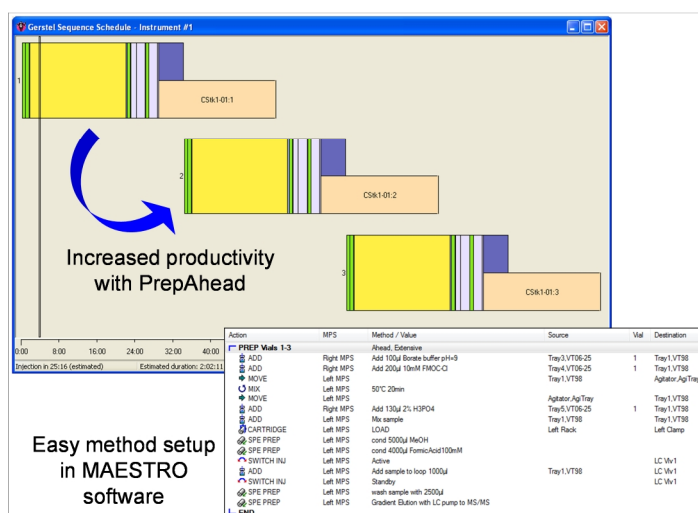 Gerstel Sequence Schedule - Instrument #1
1
CStk1-01:1
2
CStk1-01:2
3
CStk1-01:3
Increased productivity
with PrepAhead
0:00 8:00 16:00 24:00 32:00 40:00
Injection in 25:16 (estimated) Estimated duration: 2:02:11
Easy method setup
in MAESTRO
software
Action MPS Method / Value Source Vial Destination
PREP Vials 1-3 Ahead, Extensive
ADD Right MPS Add 100µl Borate buffer pH=9 Tray3,VT06-25 1 Tray1,VT98
ADD Right MPS Add 200µl 10mM FMOC-Cl Tray4,VT06-25 1 Tray1,VT98
MOVE Left MPS Tray1,VT98 Agitator,AgiTray
MIX Left MPS 50°C 20min
MOVE Left MPS Agitator,AgiTray Tray1,VT98
ADD Right MPS Add 130µl 2% H3PO4 Tray5,VT06-25 1 Tray1,VT98
ADD Left MPS Mix sample Tray1,VT98 Tray1,VT98
CARTRIDGE Left MPS LOAD Left Rack Left Clamp
SPE PREP Left MPS cond 5000µl MeOH
SPE PREP Left MPS cond 4000µl FormicAcid100mM
SWITCH INJ Left MPS Active LC Vlv1
ADD Left MPS Add sample to loop 1000µl Tray1,VT98 LC Vlv1
SWITCH INJ Left MPS Standby LC Vlv1
SPE PREP Left MPS wash sample with 2500µl
SPE PREP Left MPS Gradient Elution with LC pump to MS/MS
END